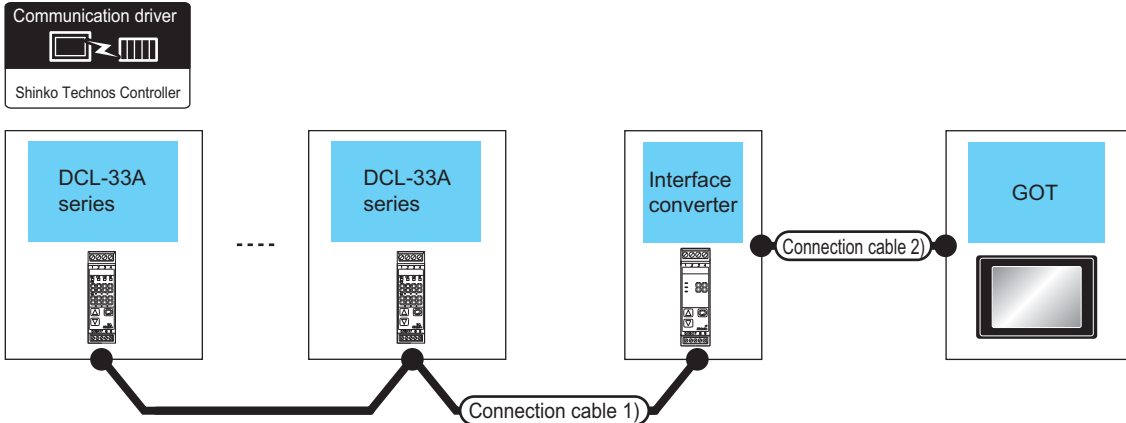 Communication driver
Shinko Technos Controller
DCL-33A
series
DCL-33A
series
Interface
converter
GOT
Connection cable 2)
Connection cable 1)